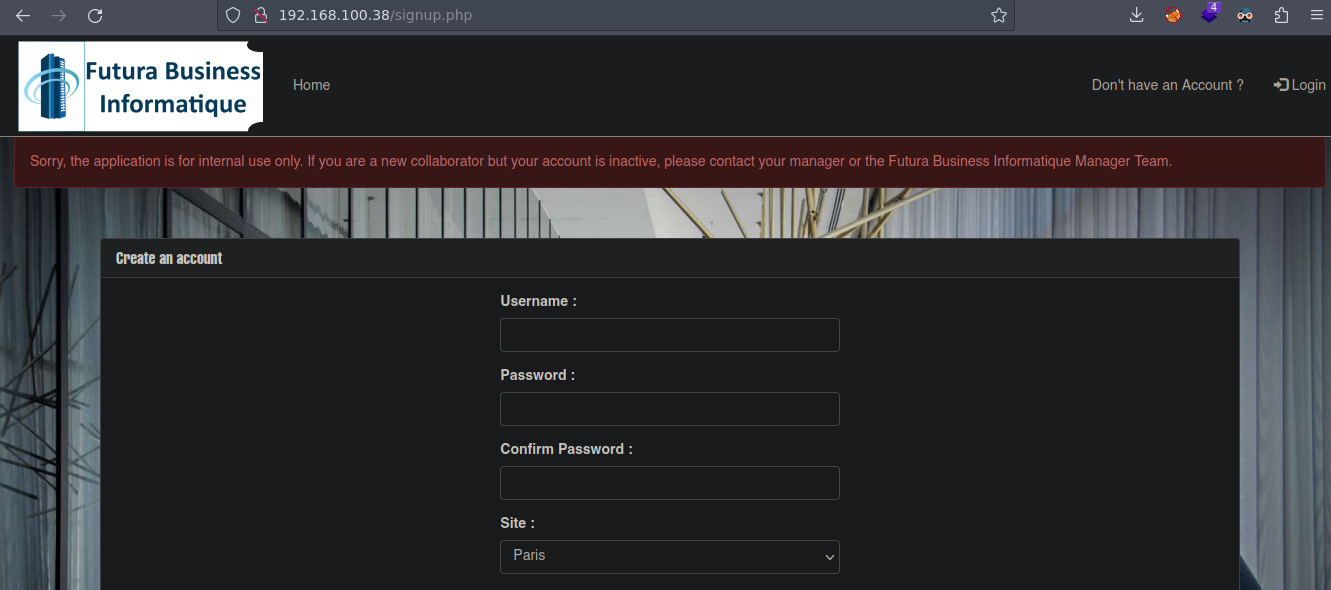 192.168.100.38/signup.php
4
Futura Business
Informatique
Home
Don't have an Account ?
Login
Sorry, the application is for internal use only. If you are a new collaborator but your account is inactive, please contact your manager or the Futura Business Informatique Manager Team.
Create an account
Username :
Password :
Confirm Password :
Site :
Paris